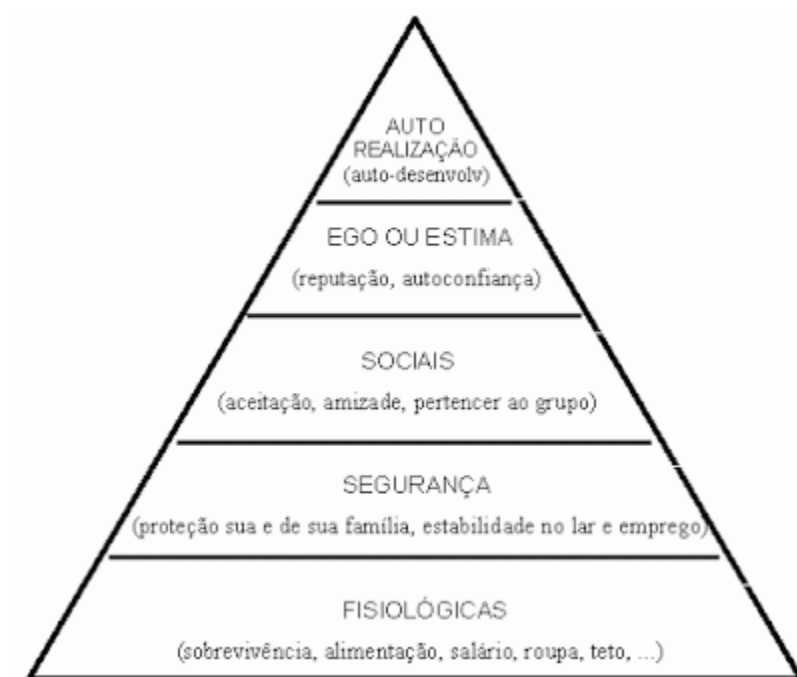 AUTO
REALIZAÇÃO
(auto-desenvolv)
EGO OU ESTIMA
(reputação, autoconfiança)
SOCIAIS
(aceitação, amizade, pertencer ao grupo)
SEGURANÇA
(proteção sua e de sua família, estabilidade no lar e emprego)
FISIOLÓGICAS
(sobrevivência, alimentação, salário, roupa, teto, ...)